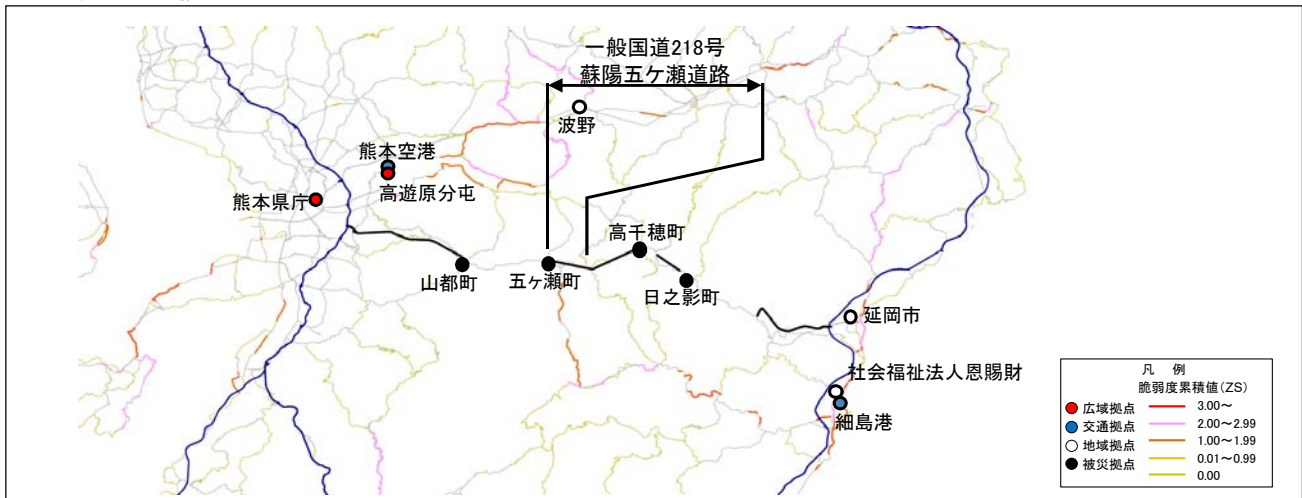 一般国道218号
蘇陽五ケ瀬道路
波野
熊本空港
高遊原分屯
熊本県庁
高千穂町
山都町
五ヶ瀬町
日之影町
延岡市
社会福祉法人恩賜財
細島港
凡 例
脆弱度累積値(ZS)
広域拠点 3.00～
交通拠点 2.00～2.99
地域拠点 1.00～1.99
被災拠点 0.01～0.99
0.00